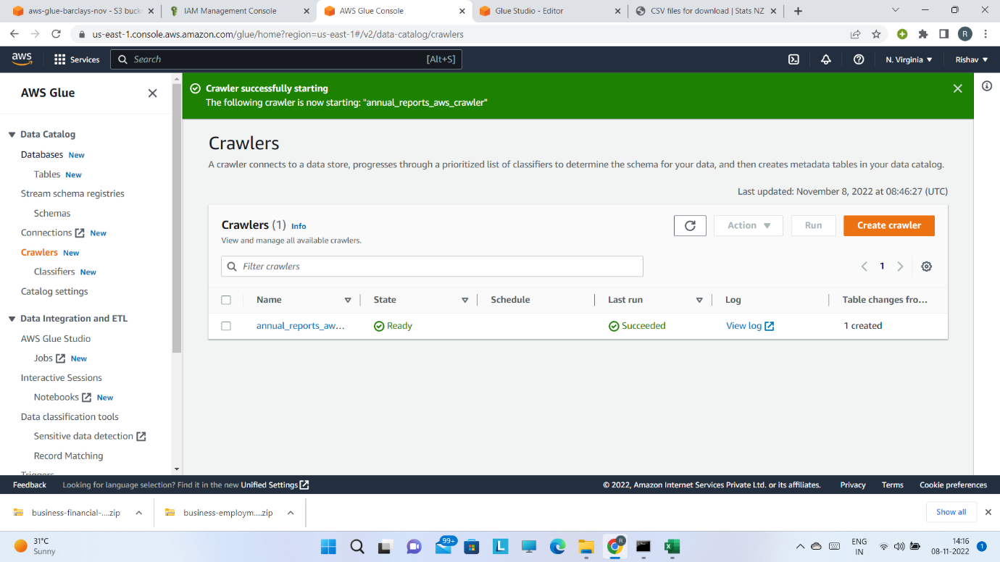 aws-glue-barclays-nov - S3 buck
IAM Management Console
AWS Glue Console
Glue Studio - Editor
CSV files for download | Stats NZ
us-east-1.console.aws.amazon.com/glue/home?region=us-east-1#/v2/data-catalog/crawlers
R
aws
Services
Search
[Alt+S]
N. Virginia
Rishav
AWS Glue
Data Catalog
Databases New
Tables New
Stream schema registries
Schemas
Connections New
Crawlers New
Classifiers New
Catalog settings
Data Integration and ETL
AWS Glue Studio
Jobs New
Interactive Sessions
Notebooks New
Data classification tools
Sensitive data detection
Record Matching
Triggers
Crawler successfully starting
The following crawler is now starting: "annual_reports_aws_crawler"
Crawlers
A crawler connects to a data store, progresses through a prioritized list of classifiers to determine the schema for your data, and then creates metadata tables in your data catalog.
Last updated: November 8, 2022 at 08:46:27 (UTC)
Crawlers (1) Info
View and manage all available crawlers.
Action
Run
Create crawler
Filter crawlers
1
Name State Schedule Last run Log Table changes fro...
annual_reports_aw... Ready Succeeded View log 1 created
Feedback Looking for language selection? Find it in the new Unified Settings
© 2022, Amazon Internet Services Private Ltd. or its affiliates. Privacy Terms Cookie preferences
business-financial-....zip
business-employm....zip
Show all
31°C
Sunny
99+
L
R
ENG
IN
14:16
08-11-2022
1